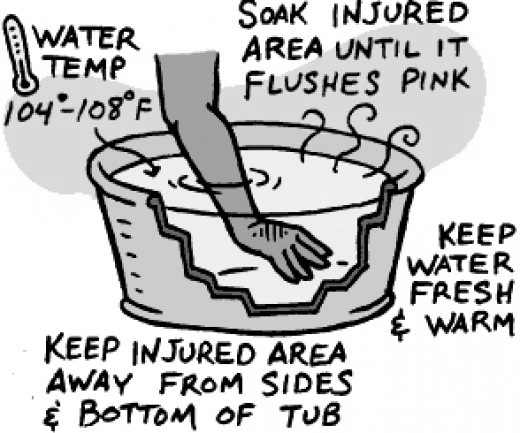 WATER
TEMP
104°-108°F
SOAK INJURED
AREA UNTIL IT
FLUSHES PINK
KEEP
WATER
FRESH
& WARM
KEEP INJURED AREA
AWAY FROM SIDES
& BOTTOM OF TUB